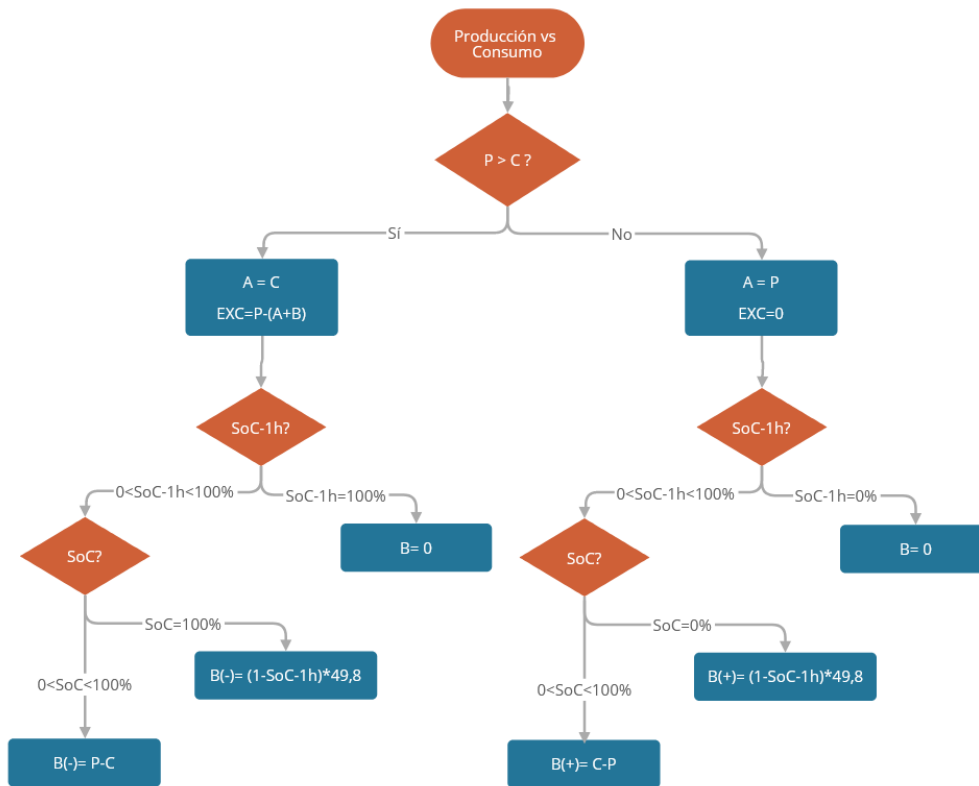 Producción vs
Consumo
P > C ?
Sí
No
A = C
EXC=P-(A+B)
A = P
EXC=0
SoC-1h?
SoC-1h?
0<SoC-1h<100%
SoC-1h=100%
0<SoC-1h<100%
SoC-1h=0%
SoC?
B= 0
SoC?
B= 0
SoC=100%
SoC=0%
0<SoC<100%
B(-)= (1-SoC-1h)*49,8
0<SoC<100%
B(+)= (1-SoC-1h)*49,8
B(-)= P-C
B(+)= C-P